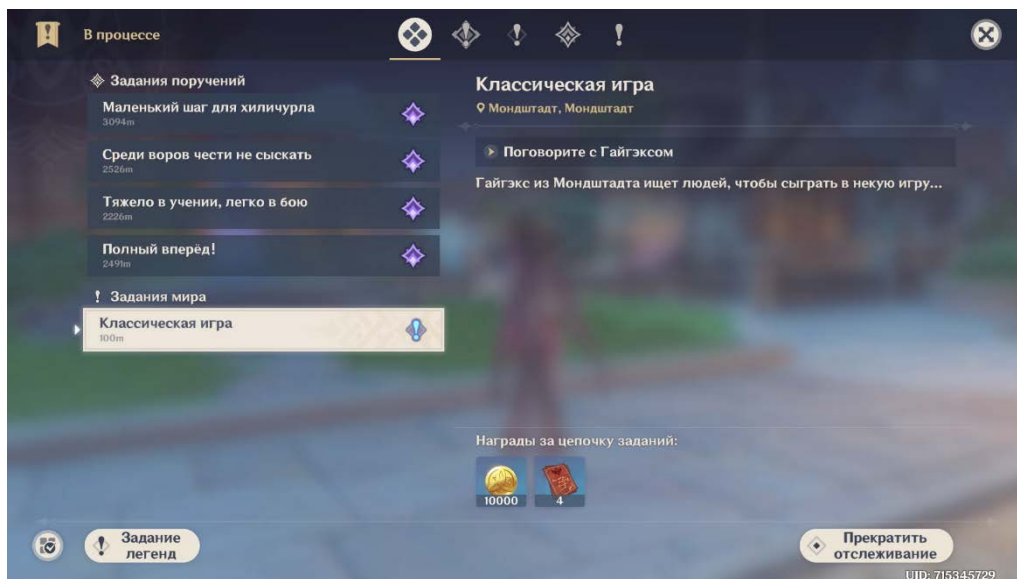 В процессе
Задания поручений
Маленький шаг для хиличурла
3094m
Среди воров чести не сыскать
2526m
Тяжело в учении, легко в бою
2226m
Полный вперёд!
2491m
Задания мира
Классическая игра
100m
Классическая игра
Мондштадт, Мондштадт
Поговорите с Гайгэксом
Гайгэкс из Мондштадта ищет людей, чтобы сыграть в некую игру...
Награды за цепочку заданий:
10000
4
Задание
легенд
Прекратить
отслеживание
UID: 715345729